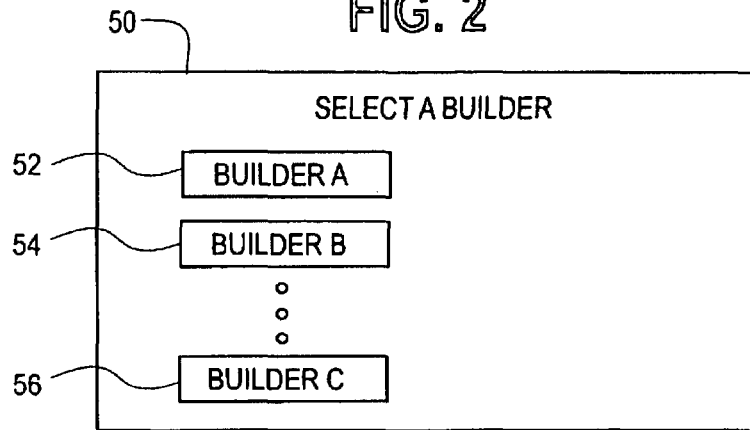 FIG. 2
50
SELECT A BUILDER
52 BUILDER A
54 BUILDER B
56 BUILDER C